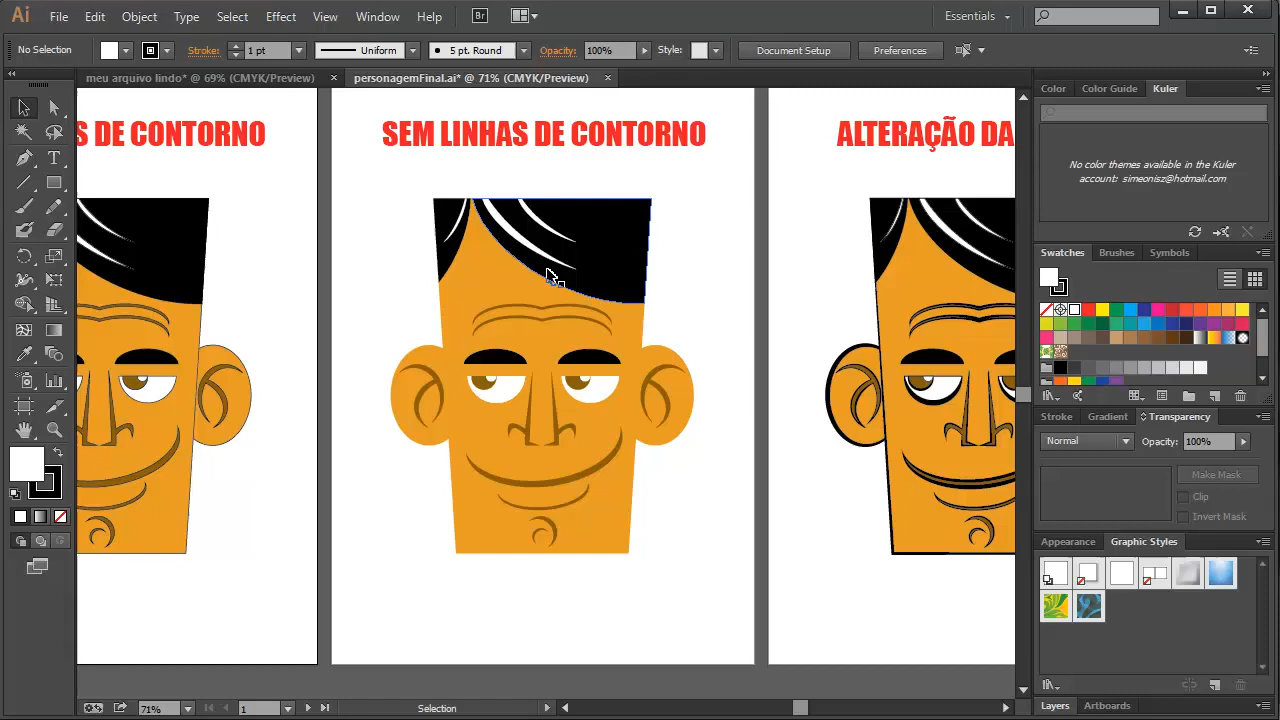 Ai File Edit Object Type Select Effect View Window Help Br Essentials
No Selection Stroke: 1 pt Uniform 5 pt. Round Opacity: 100% Style: Document Setup Preferences
meu arquivo lindo* @ 69% (CMYK/Preview) × personagemFinal.ai* @ 71% (CMYK/Preview) ×
Color Color Guide Kuler
S DE CONTORNO SEM LINHAS DE CONTORNO ALTERAÇÃO DA
No color themes available in the Kuler
account: simeonisz@hotmail.com
Swatches Brushes Symbols
Stroke Gradient Transparency
Normal Opacity: 100%
Make Mask
Clip
Invert Mask
Appearance Graphic Styles
Layers Artboards
71% 1 Selection